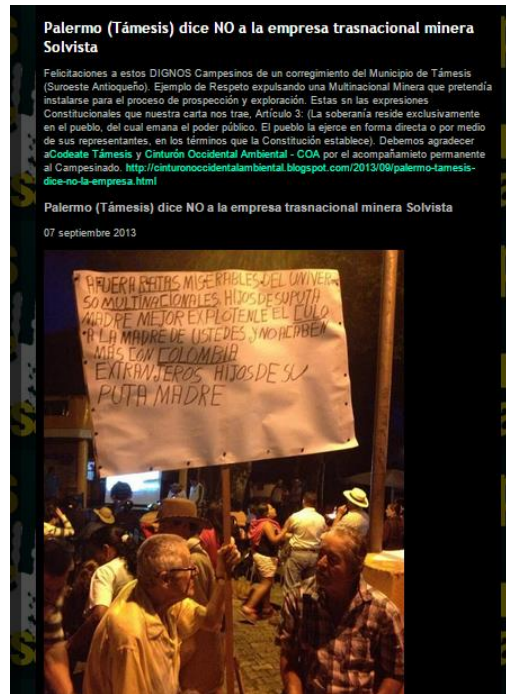 Palermo (Támesis) dice NO a la empresa trasnacional minera
Solvista
Felicitaciones a estos DIGNOS Campesinos de un corregimiento del Municipio de Támesis
(Suroeste Antioqueño). Ejemplo de Respeto expulsando una Multinacional Minera que pretendía
instalarse para el proceso de prospección y exploración. Estas sn las expresiones
Constitucionales que nuestra carta nos trae, Artículo 3: (La soberanía reside exclusivamente
en el pueblo, del cual emana el poder público. El pueblo la ejerce en forma directa o por medio
de sus representantes, en los términos que la Constitución establece). Debemos agradecer
aCodeate Támesis y Cinturón Occidental Ambiental - COA por el acompañamieto permanente
al Campesinado. http://cinturonoccidentalambiental.blogspot.com/2013/09/palermo-tamesis-
dice-no-la-empresa.html
Palermo (Támesis) dice NO a la empresa trasnacional minera Solvista
07 septiembre 2013
AFUERA RATAS MISERABLES DEL UNIVER-
SO MULTINACIONALES, HIJOS DE SU PUTA
MADRE MEJOR EXPLOTENLE EL CULO
A LA MADRE DE USTEDES Y NO ACABEN
MAS CON COLOMBIA
EXTRANJEROS HIJOS DE SU
PUTA MADRE